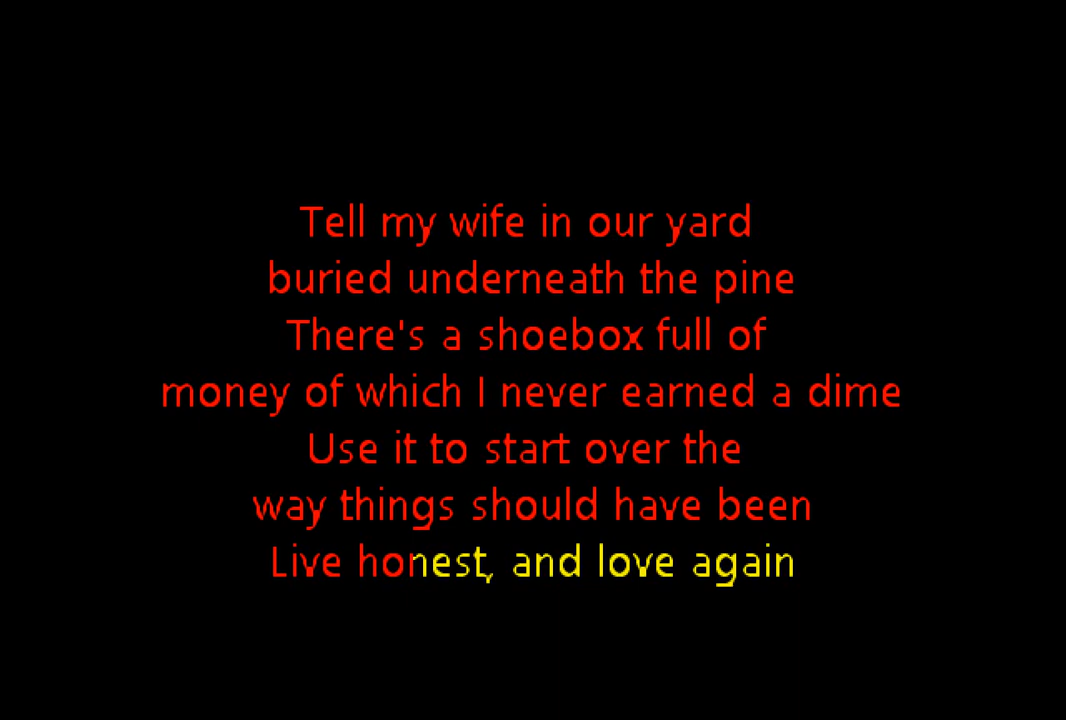 Tell my wife in our yard
buried underneath the pine
There's a shoebox full of
money of which I never earned a dime
Use it to start over the
way things should have been
Live honest, and love again